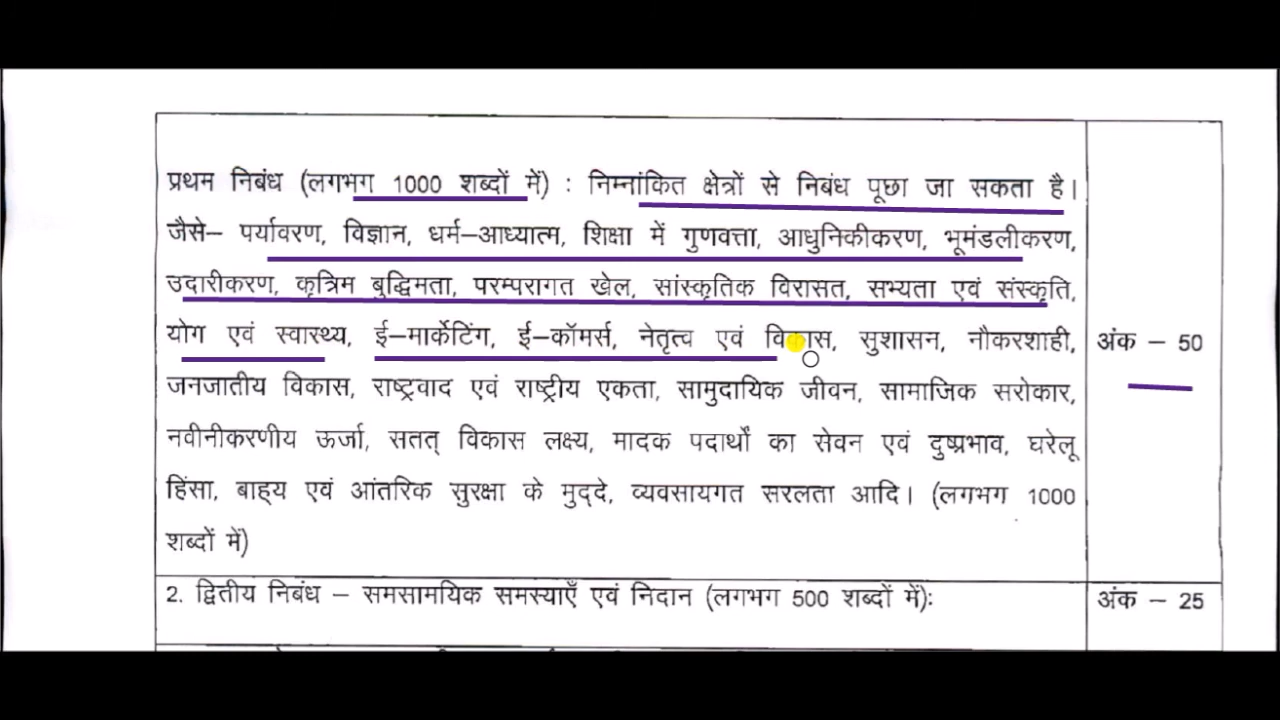 प्रथम निबंध (लगभग 1000 शब्दों में) : निम्नांकित क्षेत्रों से निबंध पूछा जा सकता है।
जैसे– पर्यावरण, विज्ञान, धर्म–आध्यात्म, शिक्षा में गुणवत्ता, आधुनिकीकरण, भूमंडलीकरण,
उदारीकरण, कृत्रिम बुद्धिमता, परम्परागत खेल, सांस्कृतिक विरासत, सभ्यता एवं संस्कृति,
योग एवं स्वास्थ्य, ई–मार्केटिंग, ई–कॉमर्स, नेतृत्व एवं विकास, सुशासन, नौकरशाही,
अंक – 50
जनजातीय विकास, राष्ट्रवाद एवं राष्ट्रीय एकता, सामुदायिक जीवन, सामाजिक सरोकार,
नवीनीकरणीय ऊर्जा, सतत् विकास लक्ष्य, मादक पदार्थो का सेवन एवं दुष्प्रभाव, घरेलू
हिंसा, बाह्य एवं आंतरिक सुरक्षा के मुद्दे, व्यवसायगत सरलता आदि। (लगभग 1000
शब्दों में)
2. द्वितीय निबंध – समसामयिक समस्याएँ एवं निदान (लगभग 500 शब्दों में):
अंक – 25